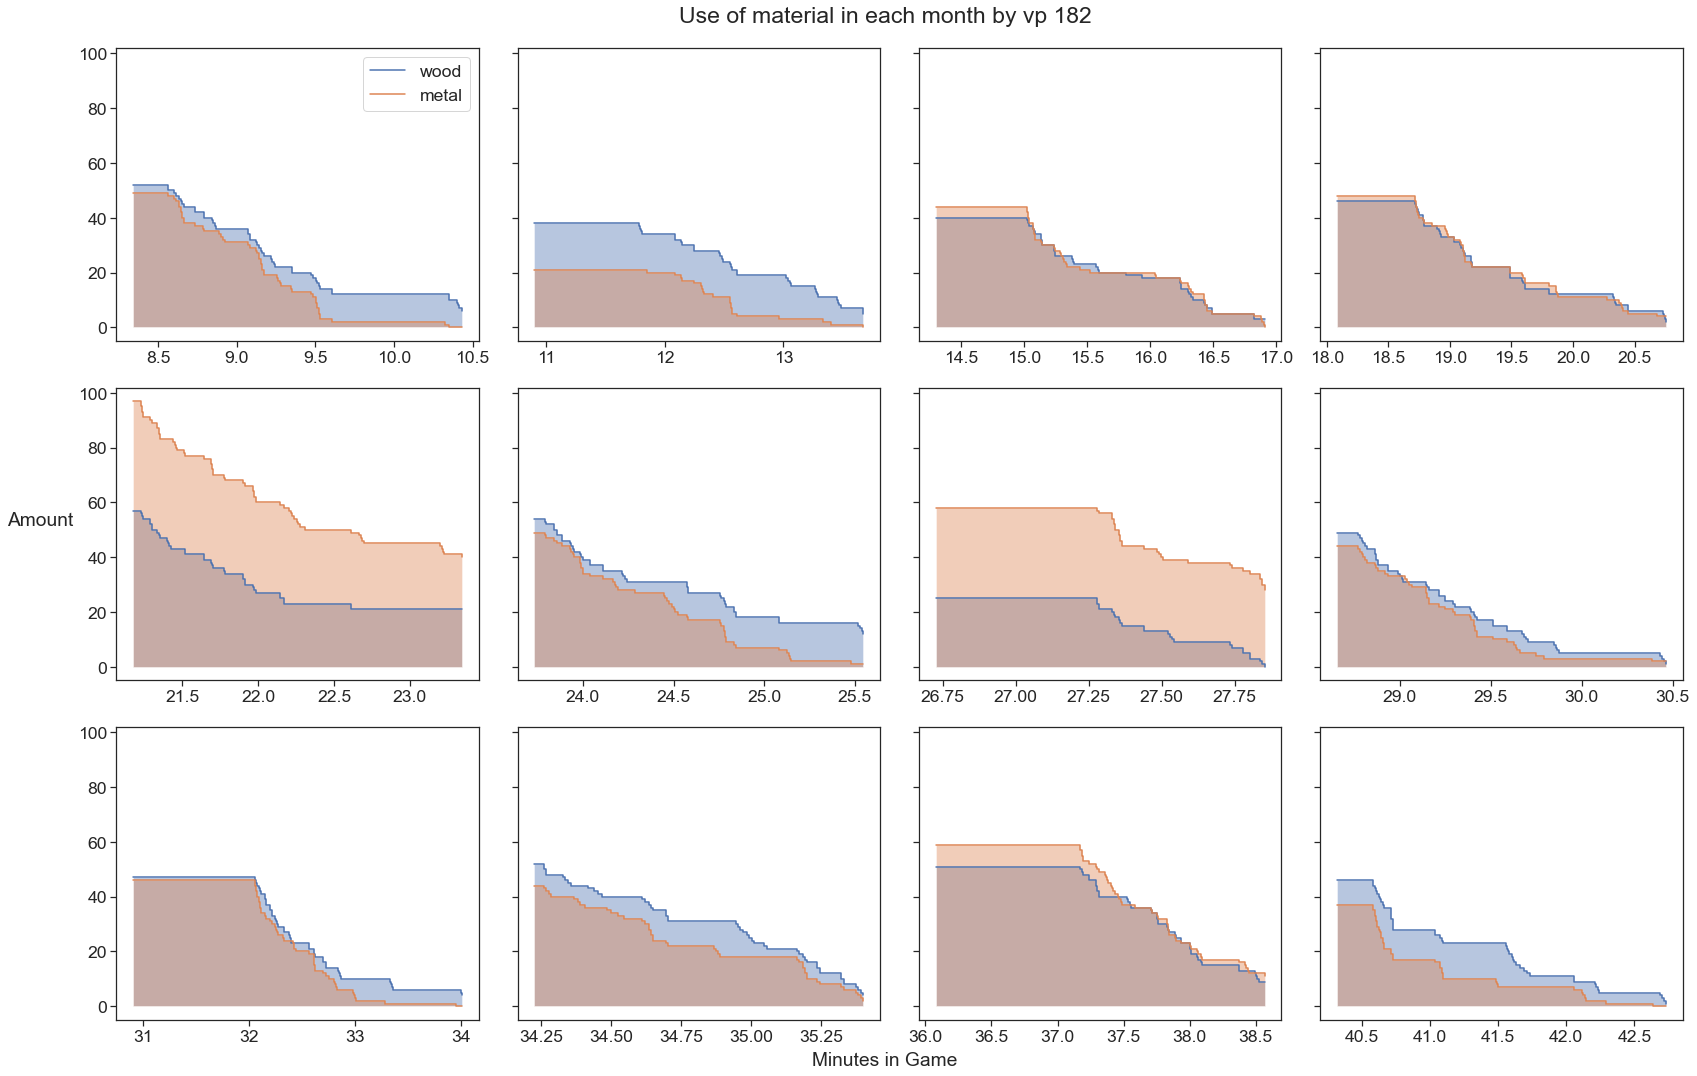 Use of material in each month by vp 182
wood
metal
100
80
60
40
20
0
8.5 9.0 9.5 10.0 10.5
11 12 13
14.5 15.0 15.5 16.0 16.5 17.0
18.0 18.5 19.0 19.5 20.0 20.5
Amount
100
80
60
40
20
0
21.5 22.0 22.5 23.0
24.0 24.5 25.0 25.5
26.75 27.00 27.25 27.50 27.75
29.0 29.5 30.0 30.5
100
80
60
40
20
0
31 32 33 34
34.25 34.50 34.75 35.00 35.25
36.0 36.5 37.0 37.5 38.0 38.5
40.5 41.0 41.5 42.0 42.5
Minutes in Game